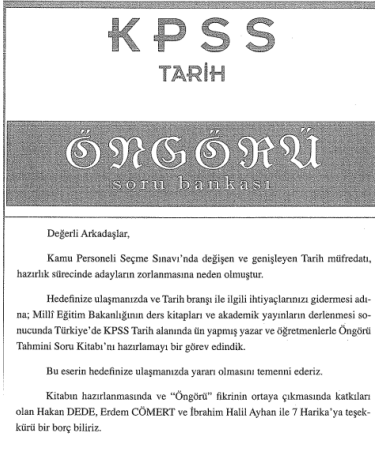 KPSS
TARİH
ÖNGÖRÜ
soru bankası
Değerli Arkadaşlar,
Kamu Personeli Seçme Sınavı'nda değişen ve genişleyen Tarih müfredatı,
hazırlık sürecinde adayların zorlanmasına neden olmuştur.
Hedefinize ulaşmanızda ve Tarih branşı ile ilgili ihtiyaçlarınızı gidermesi adı-
na; Millî Eğitim Bakanlığının ders kitapları ve akademik yayınların derlenmesi so-
nucunda Türkiye'de KPSS Tarih alanında ün yapmış yazar ve öğretmenlerle Öngörü
Tahmini Soru Kitabı'nı hazırlamayı bir görev edindik.
Bu eserin hedefinize ulaşmanızda yararı olmasını temenni ederiz.
Kitabın hazırlanmasında ve "Öngörü" fikrinin ortaya çıkmasında katkıları
olan Hakan DEDE, Erdem CÖMERT ve İbrahim Halil Ayhan ile 7 Harika'ya teşek-
kürü bir borç biliriz.